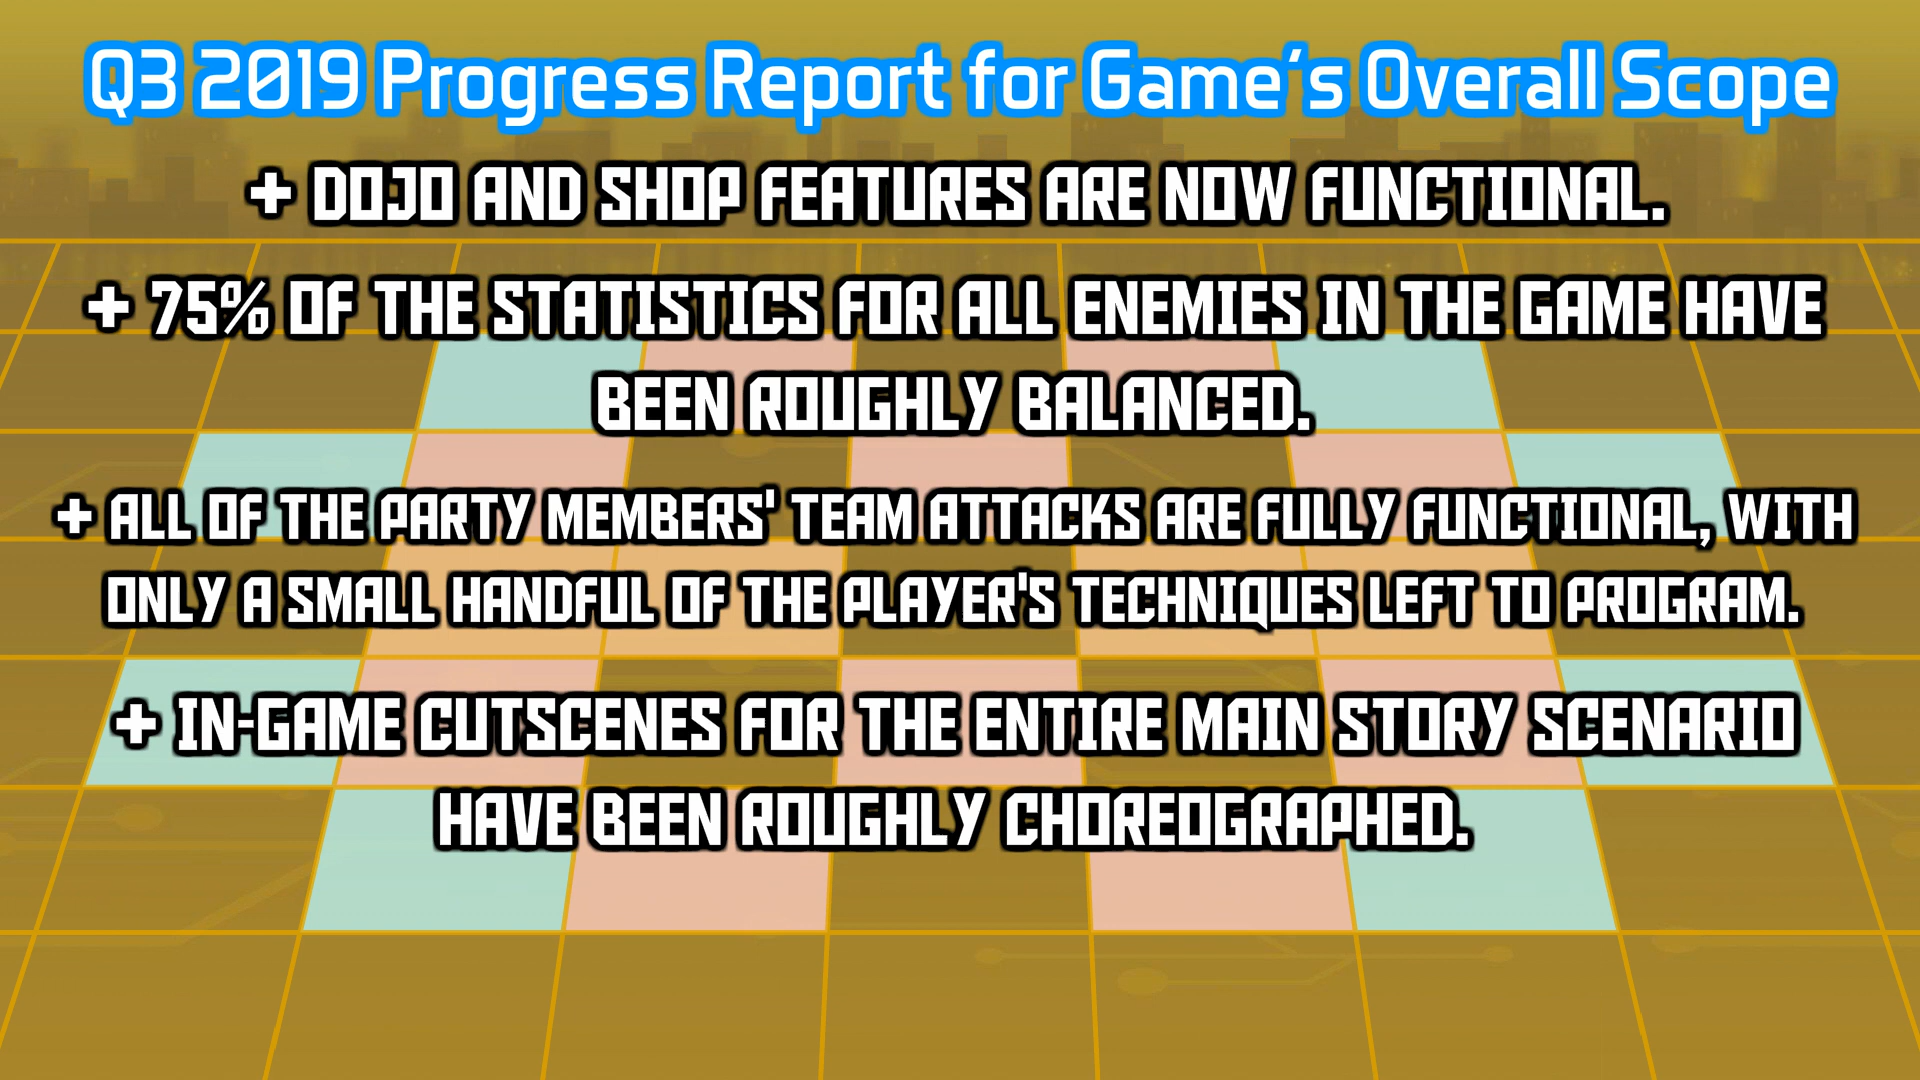 Q3 2019 Progress Report for Game's Overall Scope
+ DOJO AND SHOP FEATURES ARE NOW FUNCTIONAL.
+ 75% OF THE STATISTICS FOR ALL ENEMIES IN THE GAME HAVE
BEEN ROUGHLY BALANCED.
+ ALL OF THE PARTY MEMBERS' TEAM ATTACKS ARE FULLY FUNCTIONAL, WITH
ONLY A SMALL HANDFUL OF THE PLAYER'S TECHNIQUES LEFT TO PROGRAM.
+ IN-GAME CUTSCENES FOR THE ENTIRE MAIN STORY SCENARIO
HAVE BEEN ROUGHLY CHOREOGRAPHED.